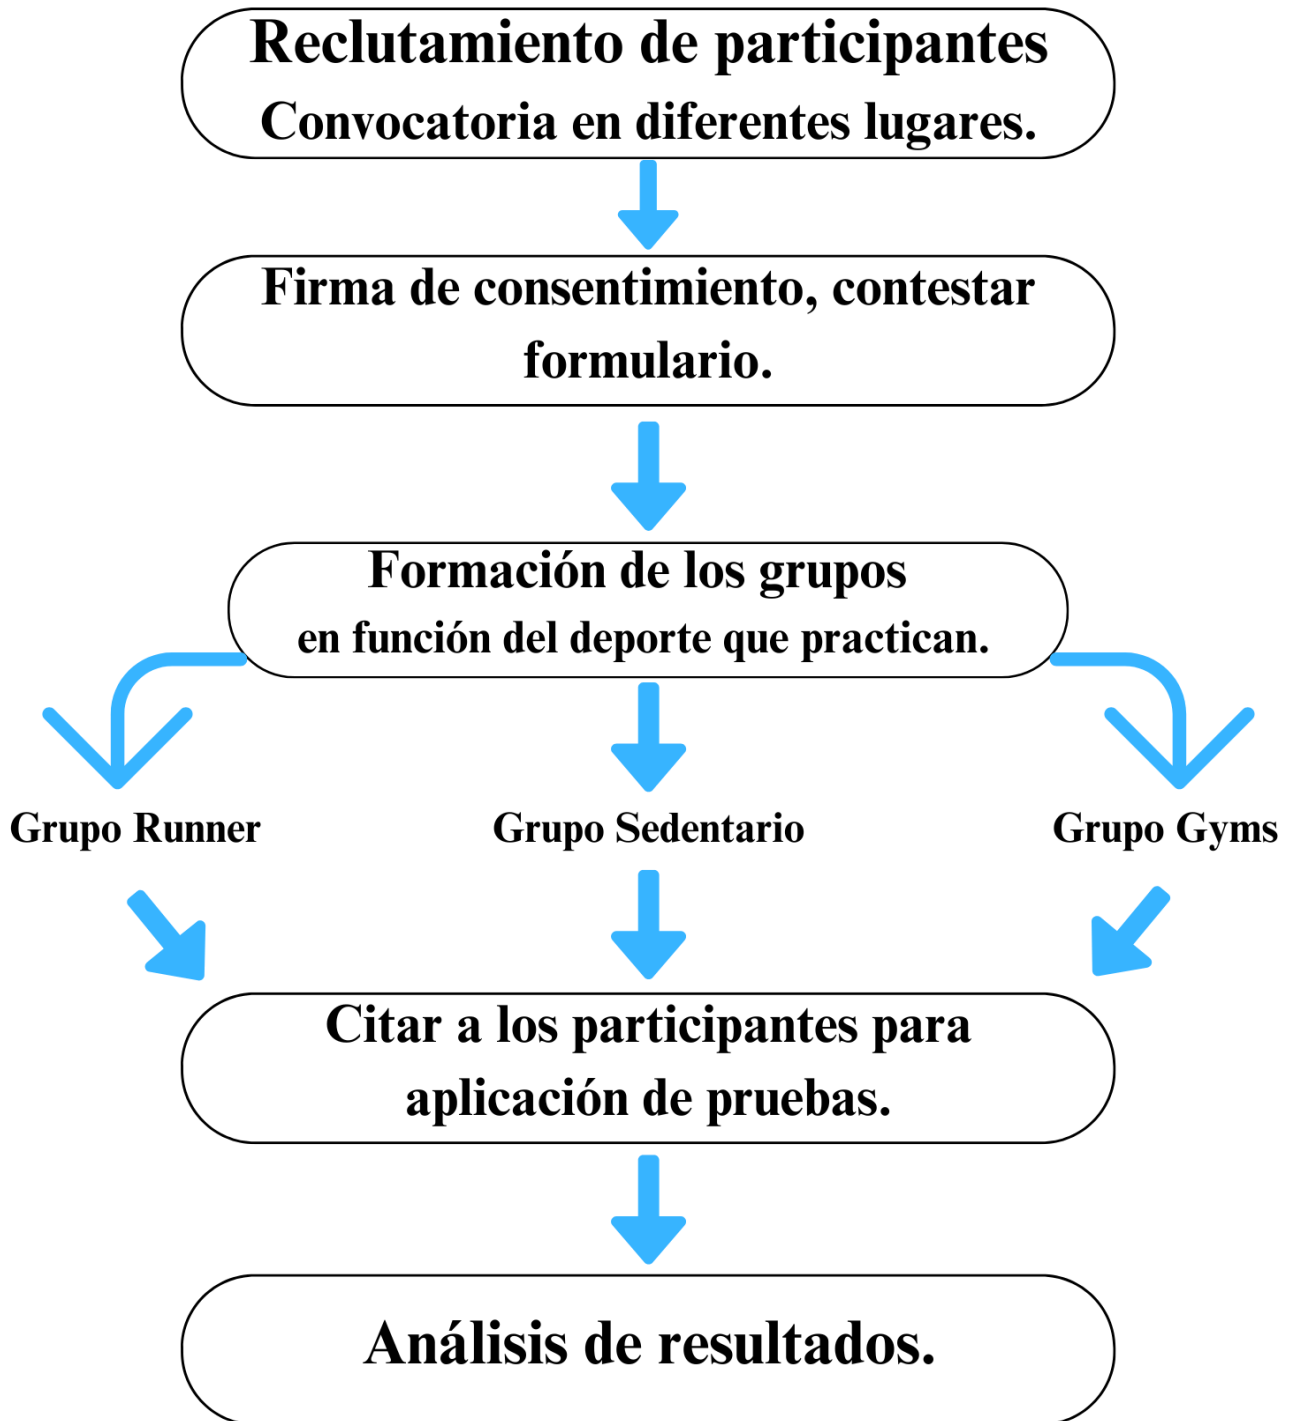 Reclutamiento de participantes
Convocatoria en diferentes lugares.
Firma de consentimiento, contestar
formulario.
Formación de los grupos
en función del deporte que practican.
Grupo Runner
Grupo Sedentario
Grupo Gyms
Citar a los participantes para
aplicación de pruebas.
Análisis de resultados.